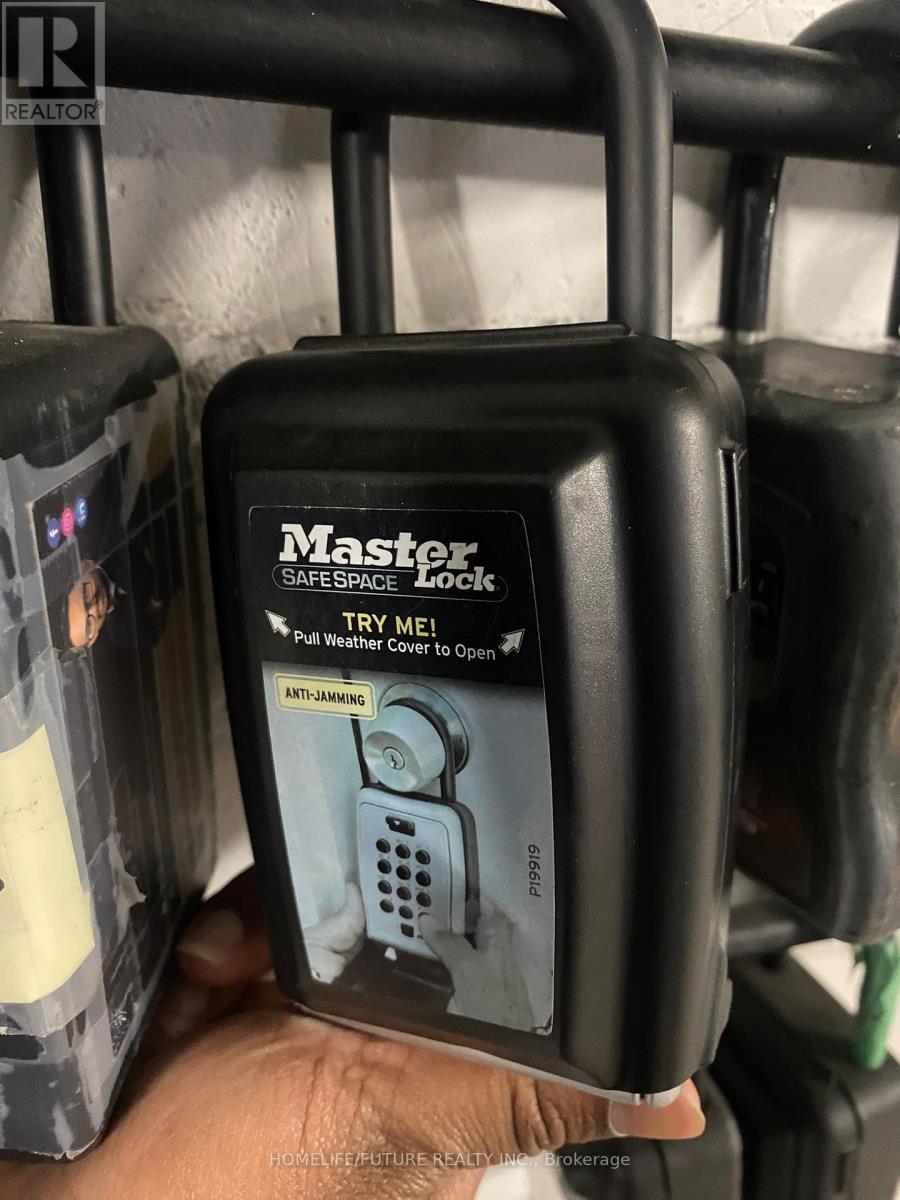 R
REALTOR®
Master
Lock
SAFESPACE
TRY ME!
Pull Weather Cover to Open
ANTI-JAMMING
P19919
HOMELIFE/FUTURE REALTY INC., Brokerage